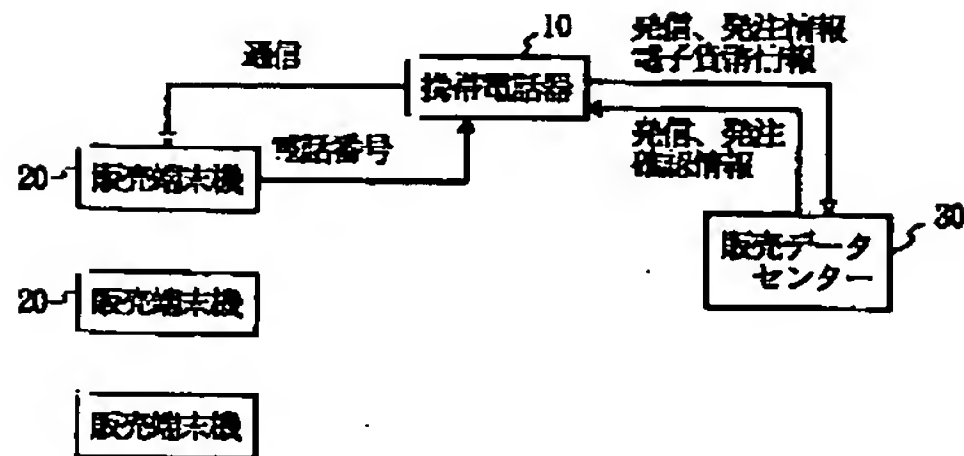 10
通信
携帯電話器
発信、発注情報
電子貨幣情報
電話番号
発信、発注
確認情報
20
販売端末機
30
販売データ
センター
20
販売端末機
販売端末機